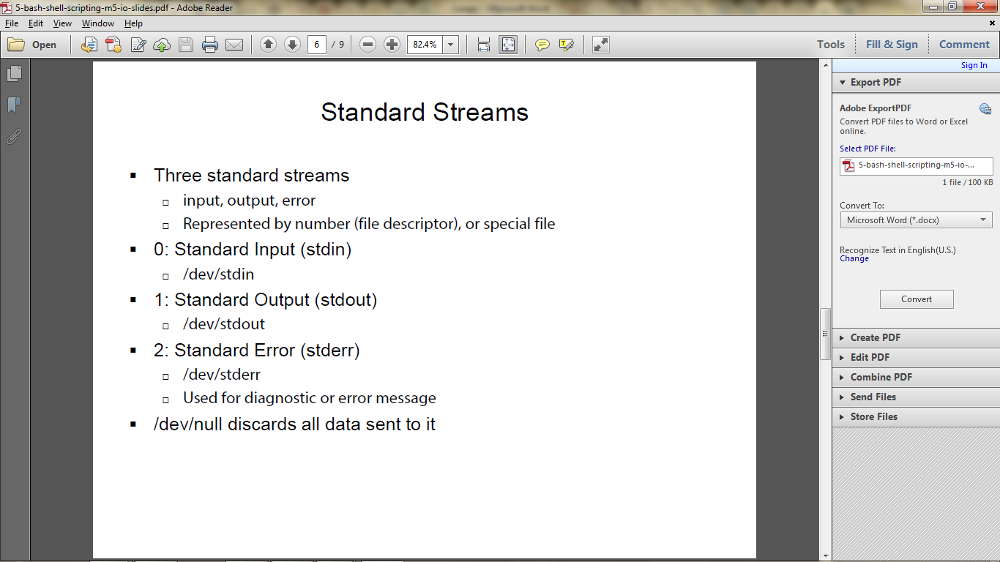 5-bash-shell-scripting-m5-io-slides.pdf - Adobe Reader
File Edit View Window Help
Open 6 / 9 82.4% Tools Fill & Sign Comment
Sign In
Export PDF
Adobe ExportPDF
Convert PDF files to Word or Excel
online.
Select PDF File:
5-bash-shell-scripting-m5-io-...
1 file / 100 KB
Convert To:
Microsoft Word (*.docx)
Recognize Text in English(U.S.)
Change
Convert
Create PDF
Edit PDF
Combine PDF
Send Files
Store Files
Standard Streams
Three standard streams
input, output, error
Represented by number (file descriptor), or special file
0: Standard Input (stdin)
/dev/stdin
1: Standard Output (stdout)
/dev/stdout
2: Standard Error (stderr)
/dev/stderr
Used for diagnostic or error message
/dev/null discards all data sent to it